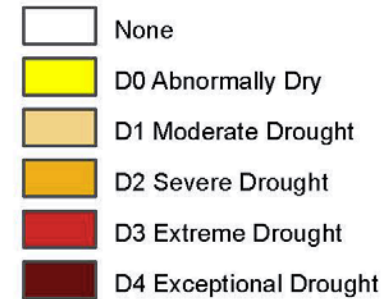 None
D0 Abnormally Dry
D1 Moderate Drought
D2 Severe Drought
D3 Extreme Drought
D4 Exceptional Drought